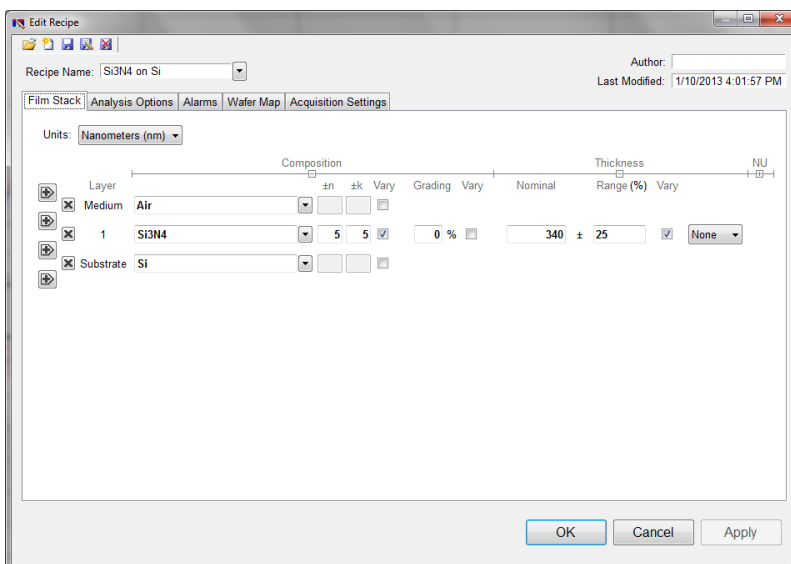 Edit Recipe
Author:
Recipe Name: Si3N4 on Si
Last Modified: 1/10/2013 4:01:57 PM
Film Stack Analysis Options Alarms Wafer Map Acquisition Settings
Units: Nanometers (nm)
Composition Thickness NU
Layer ±n ±k Vary Grading Vary Nominal Range (%) Vary
Medium Air
1 Si3N4 5 5 0 % 340 ± 25 None
Substrate Si
OK Cancel Apply